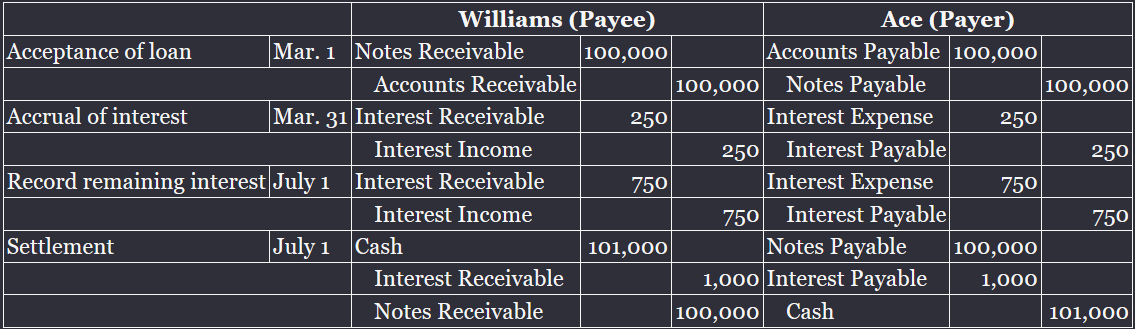 Williams (Payee) Ace (Payer)
Acceptance of loan Mar. 1 Notes Receivable 100,000 Accounts Payable 100,000
Accounts Receivable 100,000 Notes Payable 100,000
Accrual of interest Mar. 31 Interest Receivable 250 Interest Expense 250
Interest Income 250 Interest Payable 250
Record remaining interest July 1 Interest Receivable 750 Interest Expense 750
Interest Income 750 Interest Payable 750
Settlement July 1 Cash 101,000 Notes Payable 100,000
Interest Receivable 1,000 Interest Payable 1,000
Notes Receivable 100,000 Cash 101,000